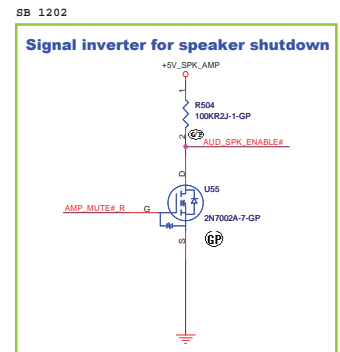 SB 1202
Signal inverter for speaker shutdown
+5V_SPK_AMP
1
R504
100KR2J-1-GP
2
AUD_SPK_ENABLE#
D
U55
AMP_MUTE#_R G
2N7002A-7-GP
S
GP